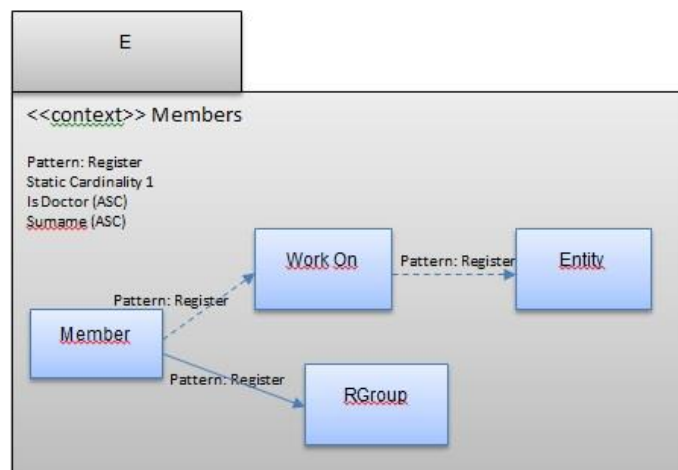 E
<<context>> Members
Pattern: Register
Static Cardinality 1
Is Doctor (ASC)
Surname (ASC)
Work On
Pattern: Register
Entity
Pattern: Register
Member
Pattern: Register
RGroup